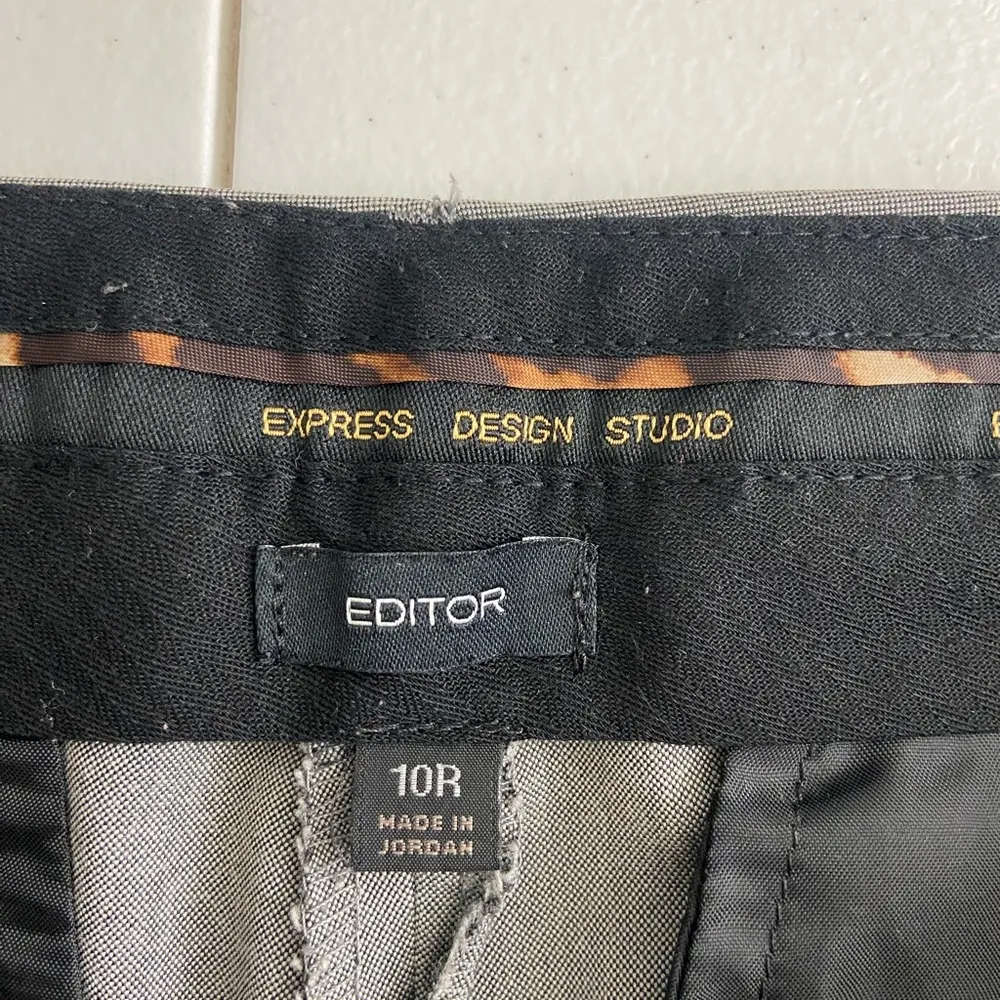 EXPRESS DESIGN STUDIO
EDITOR
10R
MADE IN
JORDAN